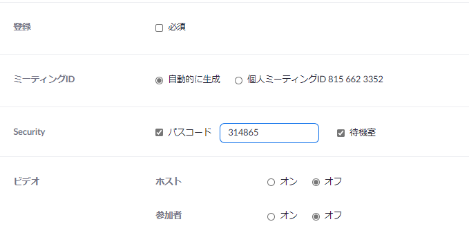 登録 必須
ミーティングID 自動的に生成 個人ミーティングID 815 662 3352
Security パスコード 314865 待機室
ビデオ ホスト オン オフ
参加者 オン オフ